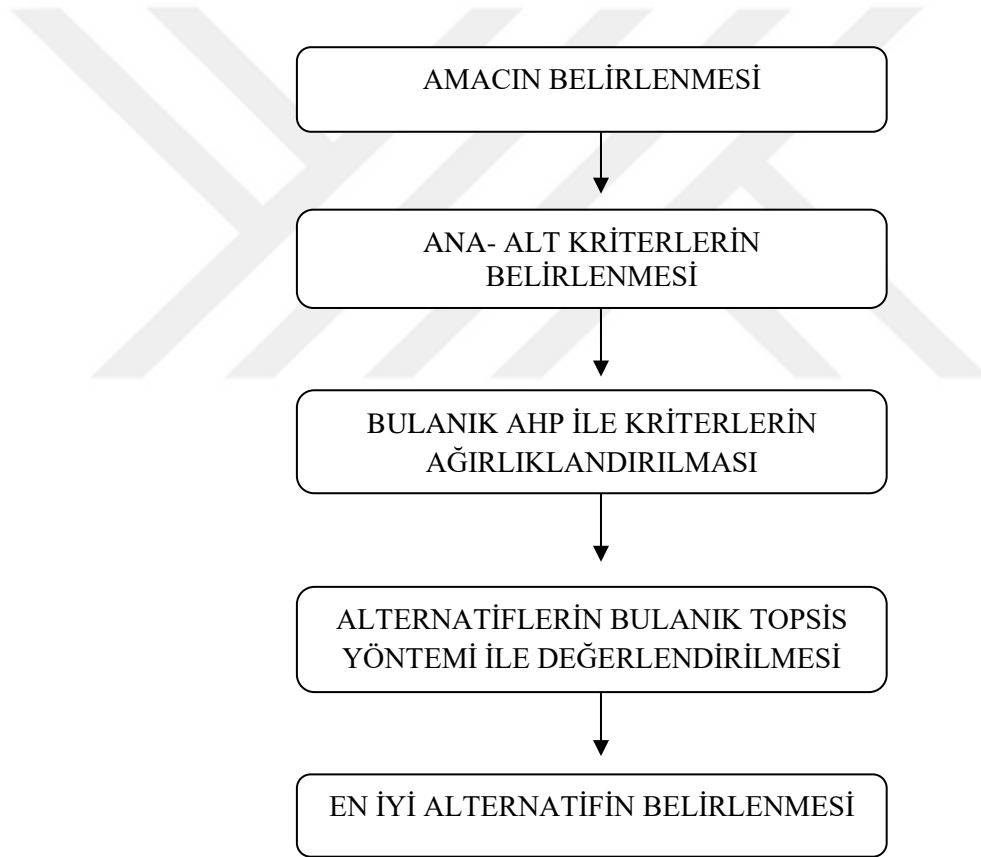 AMACIN BELİRLENMESİ
ANA- ALT KRİTERLERİN
BELİRLENMESİ
BULANIK AHP İLE KRİTERLERİN
AĞIRLIKLANDIRILMASI
ALTERNATİFLERİN BULANIK TOPSIS
YÖNTEMİ İLE DEĞERLENDİRİLMESİ
EN İYİ ALTERNATİFİN BELİRLENMESİ